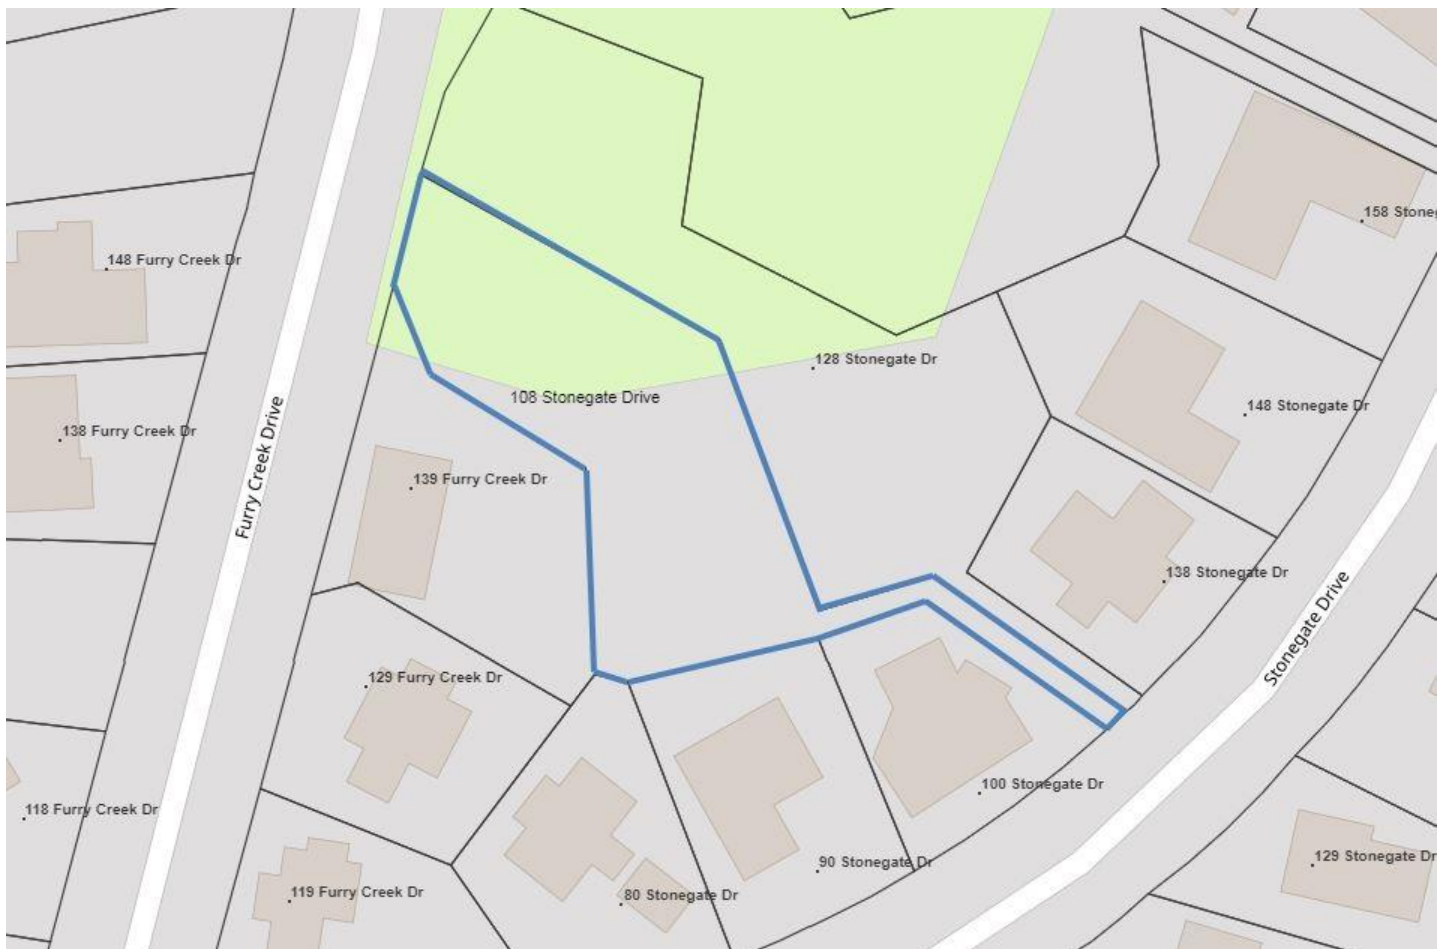 158 Stoneg
148 Furry Creek Dr
128 Stonegate Dr
108 Stonegate Drive
148 Stonegate Dr
138 Furry Creek Dr
Furry Creek Drive
139 Furry Creek Dr
138 Stonegate Dr
Stonegate Drive
129 Furry Creek Dr
100 Stonegate Dr
118 Furry Creek Dr
129 Stonegate Dr
90 Stonegate Dr
119 Furry Creek Dr
80 Stonegate Dr